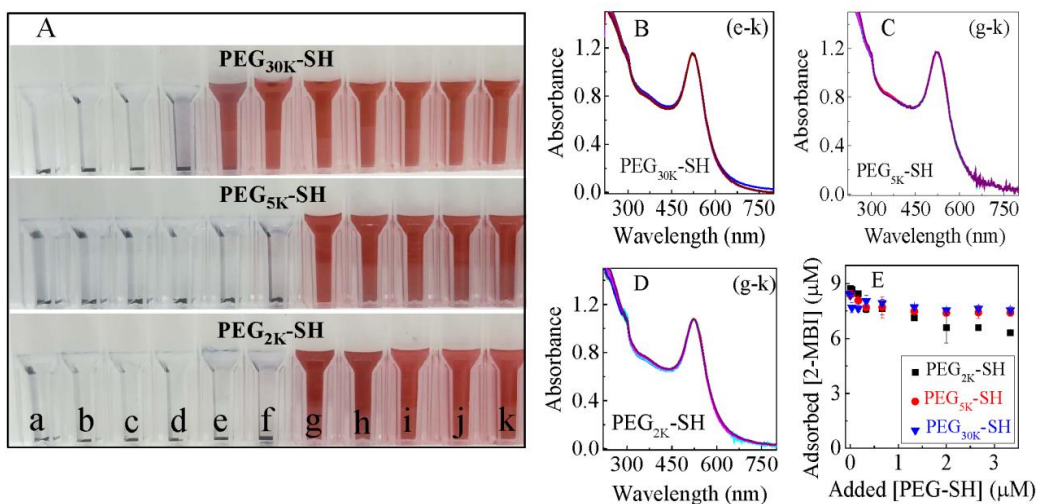 A
PEG30K-SH
PEG5K-SH
PEG2K-SH
a b c d e f g h i j k
B (e-k)
1.2
0.8
0.4
0.0
Absorbance
PEG30K-SH
300 450 600 750
Wavelength (nm)
C (g-k)
1.2
0.8
0.4
0.0
Absorbance
PEG5K-SH
300 450 600 750
Wavelength (nm)
D (g-k)
1.2
0.6
0.0
Absorbance
PEG2K-SH
300 450 600 750
Wavelength (nm)
E
9
6
3
0
Adsorbed [2-MBI] (μM)
PEG2K-SH
PEG5K-SH
PEG30K-SH
0 1 2 3
Added [PEG-SH] (μM)